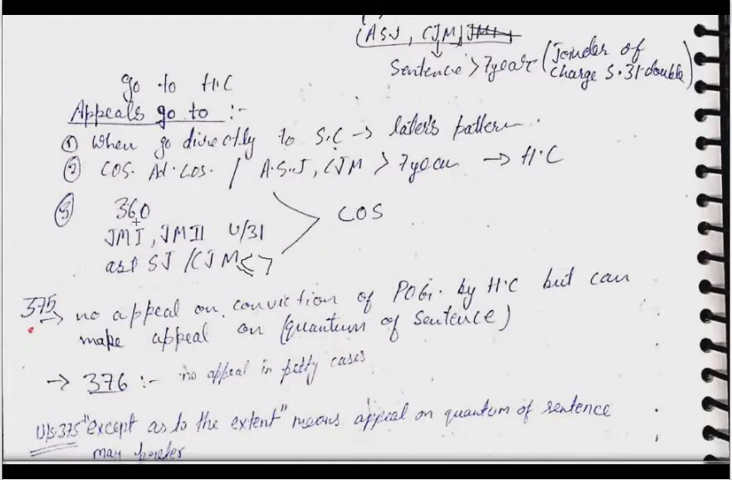 (ASJ, CJM)
Sentence > 7year (Joinder of charge S.31 double)
go to H.C
Appeals go to :-
① When go directly to S.C → later's pattern.
② COS. Ad. Cos. / A.S.J, CJM > 7year → H.C
③ 360
JMI, JMII U/31
asst SJ / CJM ≤ 7
COS
375 → no appeal on conviction of POG. by H.C but can
make appeal on (quantum of sentence)
→ 376 :- no appeal in petty cases
U/s 375 "except as to the extent" means appeal on quantum of sentence
may prefer